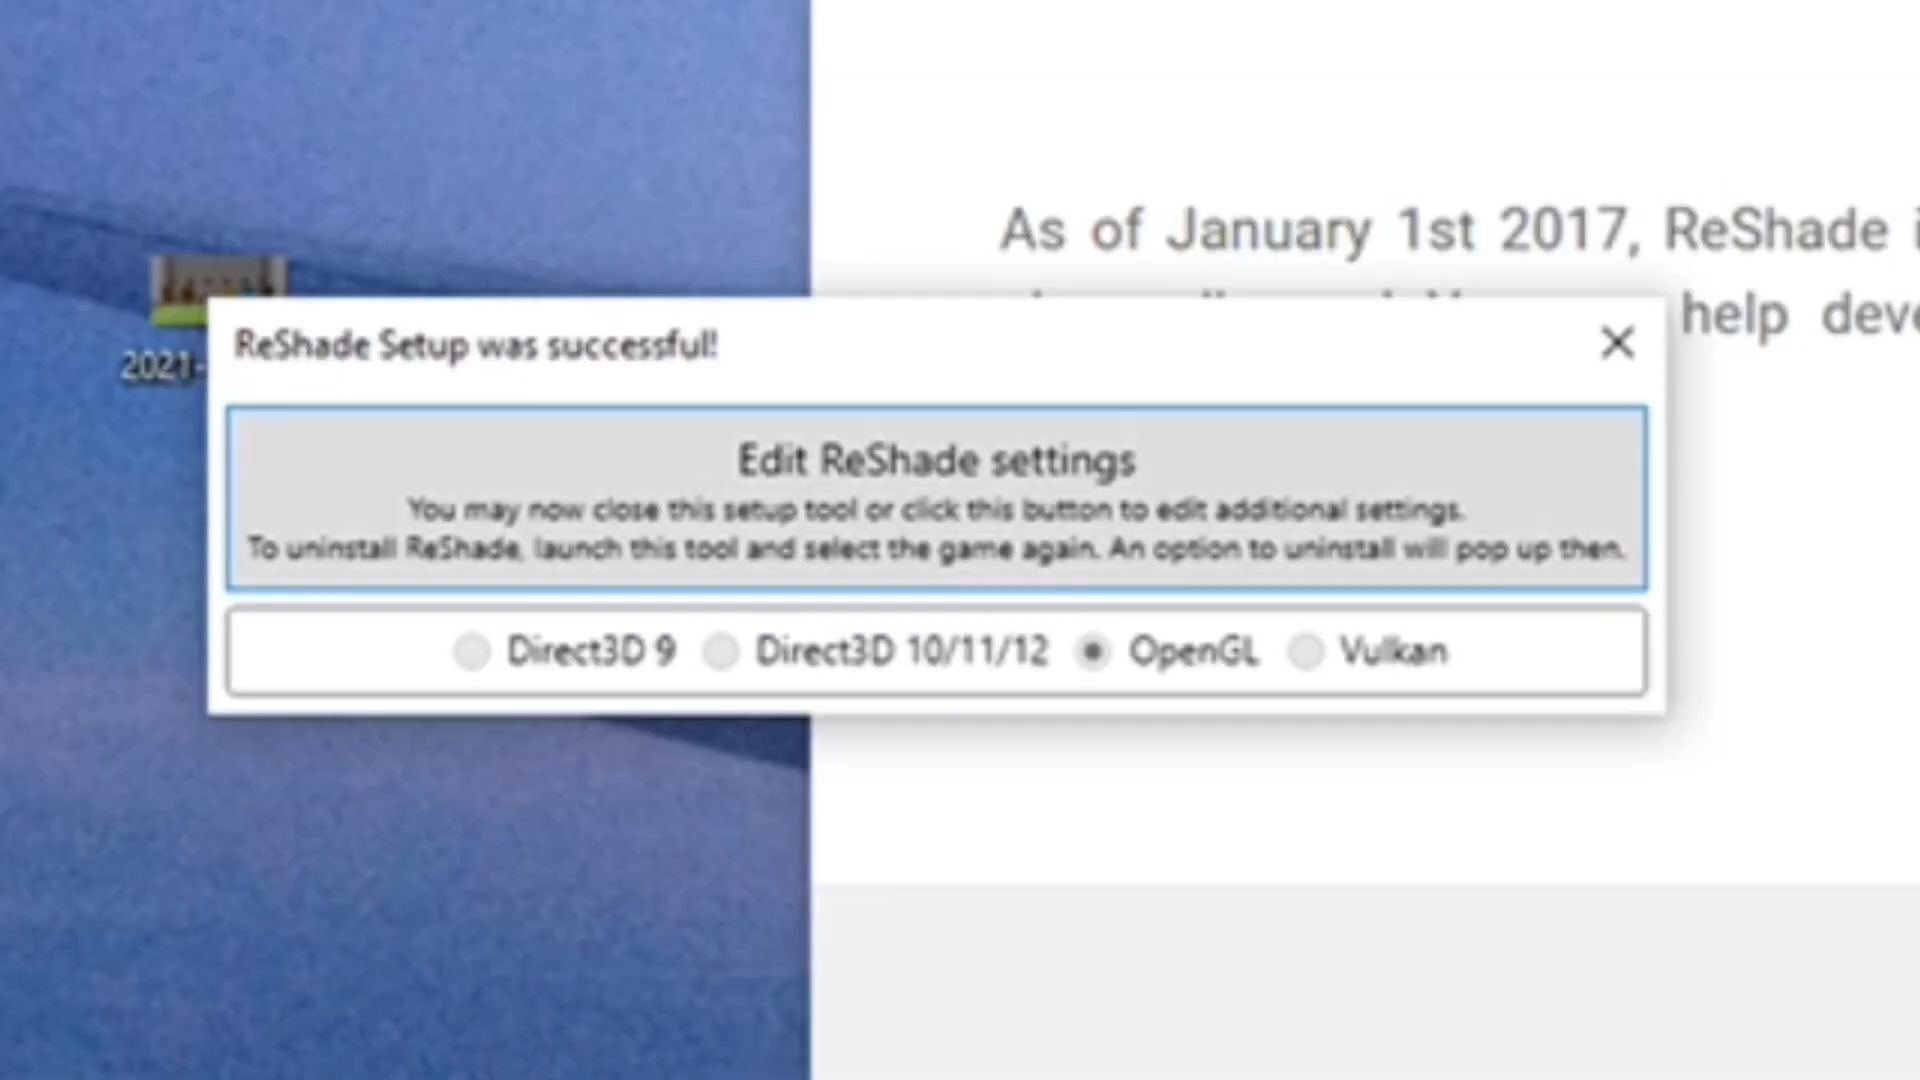 As of January 1st 2017, ReShade
help
2021-
ReShade Setup was successful!
Edit ReShade settings
You may now close this setup tool or click this button to edit additional settings.
To uninstall ReShade, launch this tool and select the game again. An option to uninstall will pop up then.
Direct3D 9 Direct3D 10/11/12 OpenGL Vulkan